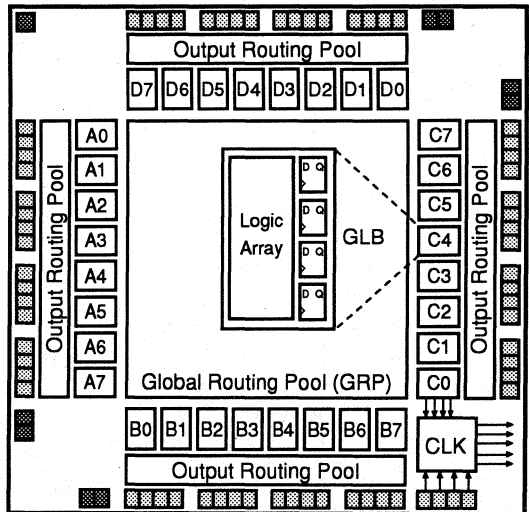 Output Routing Pool
D7 D6 D5 D4 D3 D2 D1 D0
Output Routing Pool
A0
A1
A2
A3
A4
A5
A6
A7
Logic
Array
D Q
D Q
D Q
D Q
GLB
Global Routing Pool (GRP)
C7
C6
C5
C4
C3
C2
C1
C0
Output Routing Pool
B0 B1 B2 B3 B4 B5 B6 B7
Output Routing Pool
CLK